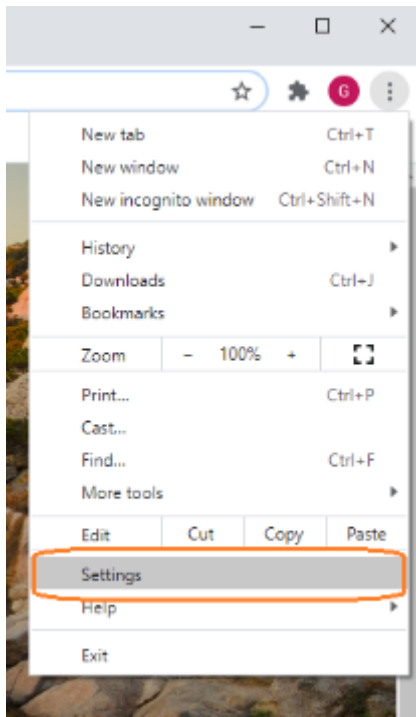 G
New tab Ctrl+T
New window Ctrl+N
New incognito window Ctrl+Shift+N
History
Downloads Ctrl+J
Bookmarks
Zoom - 100% +
Print... Ctrl+P
Cast...
Find... Ctrl+F
More tools
Edit Cut Copy Paste
Settings
Help
Exit